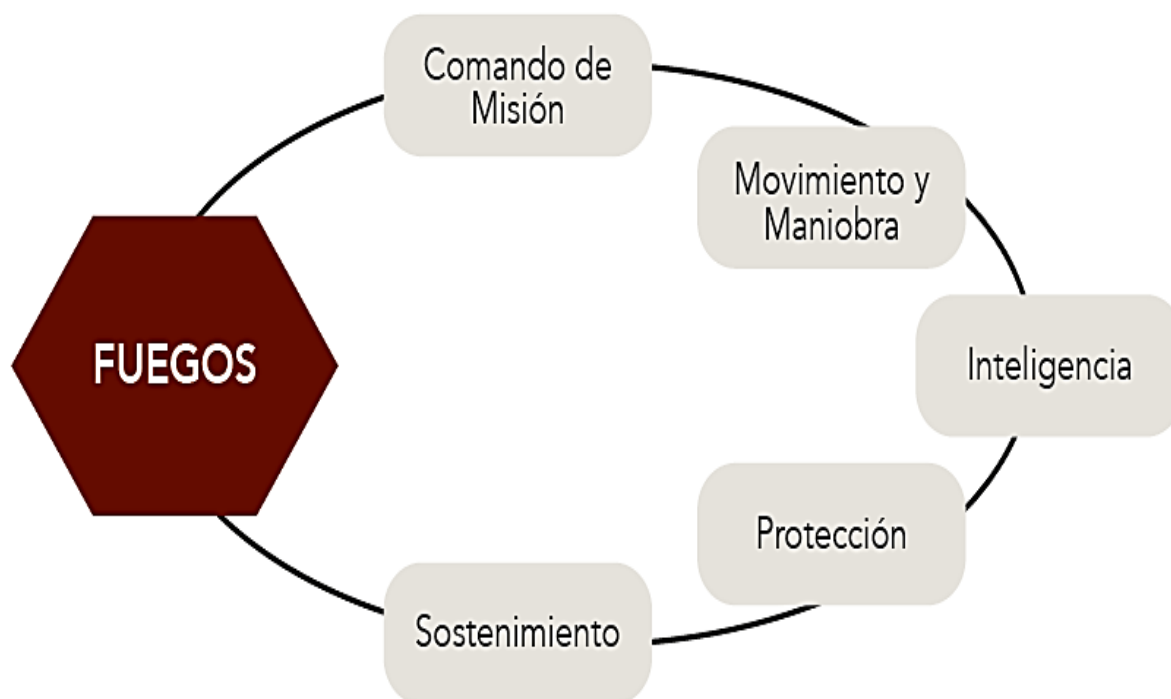 Comando de
Misión
Movimiento y
Maniobra
FUEGOS
Inteligencia
Protección
Sostenimiento